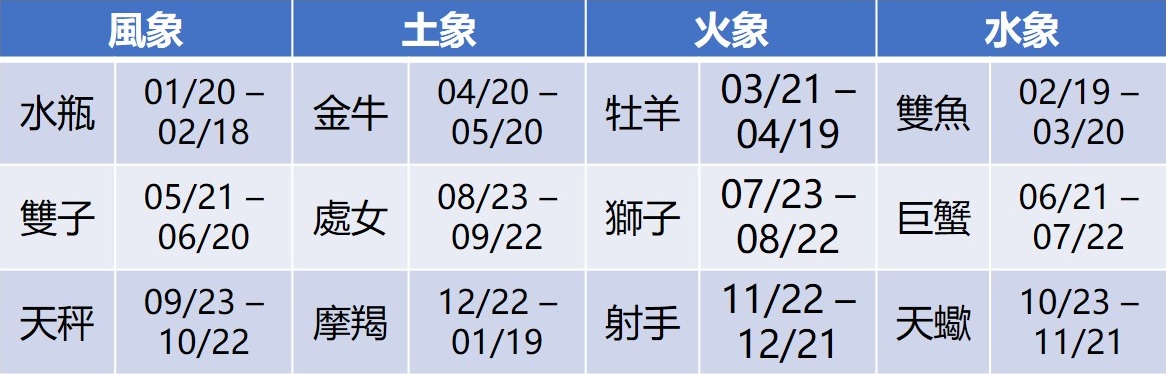 風象 土象 火象 水象
水瓶 01/20 – 02/18 金牛 04/20 – 05/20 牡羊 03/21 – 04/19 雙魚 02/19 – 03/20
雙子 05/21 – 06/20 處女 08/23 – 09/22 獅子 07/23 – 08/22 巨蟹 06/21 – 07/22
天秤 09/23 – 10/22 摩羯 12/22 – 01/19 射手 11/22 – 12/21 天蠍 10/23 – 11/21